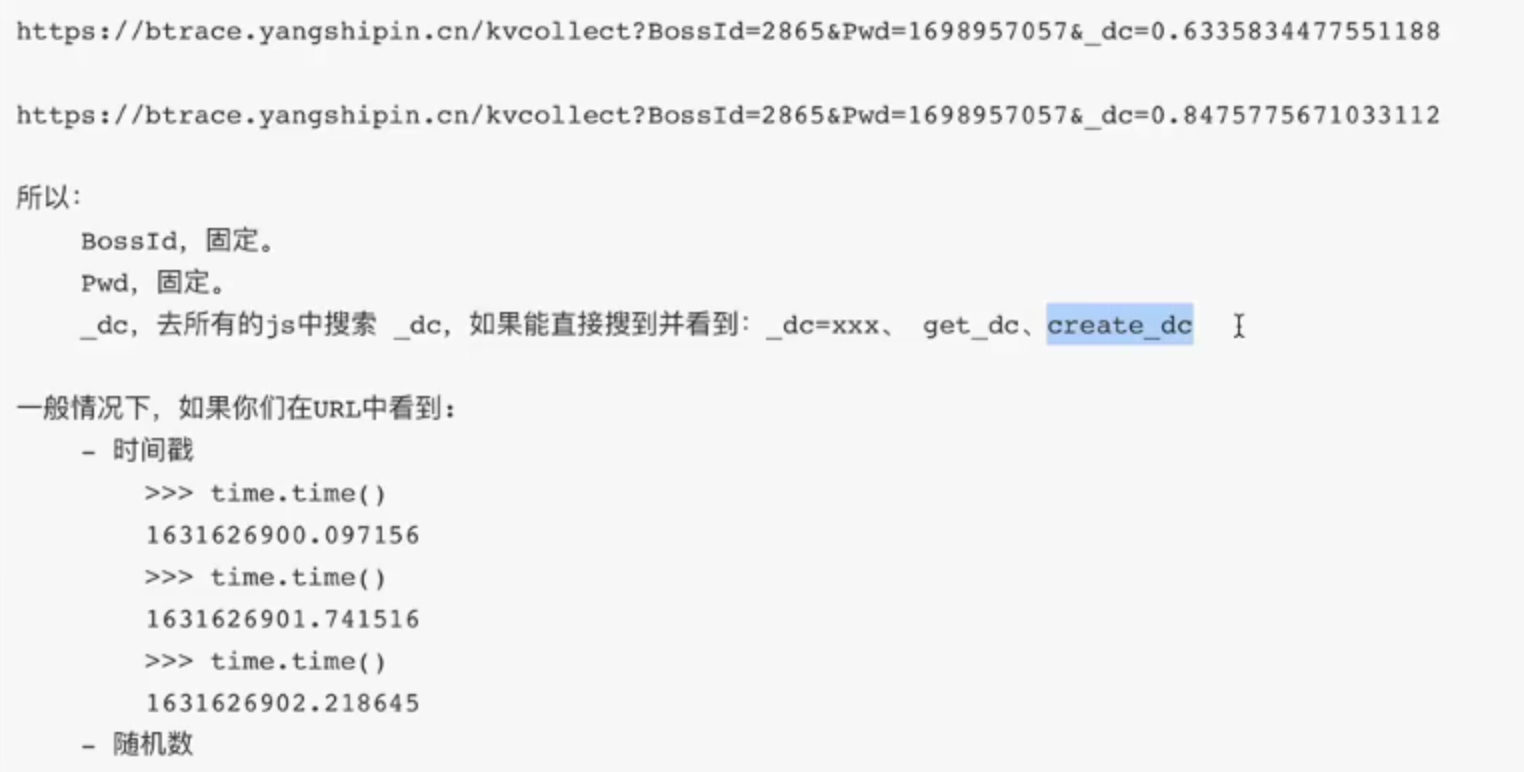 https://btrace.yangshipin.cn/kvcollect?BossId=2865&Pwd=1698957057&_dc=0.6335834477551188
https://btrace.yangshipin.cn/kvcollect?BossId=2865&Pwd=1698957057&_dc=0.8475775671033112
所以：
BossId，固定。
Pwd，固定。
_dc，去所有的js中搜索 _dc，如果能直接搜到并看到：_dc=xxx、 get_dc、create_dc
一般情况下，如果你们在URL中看到：
- 时间戳
>>> time.time()
1631626900.097156
>>> time.time()
1631626901.741516
>>> time.time()
1631626902.218645
- 随机数